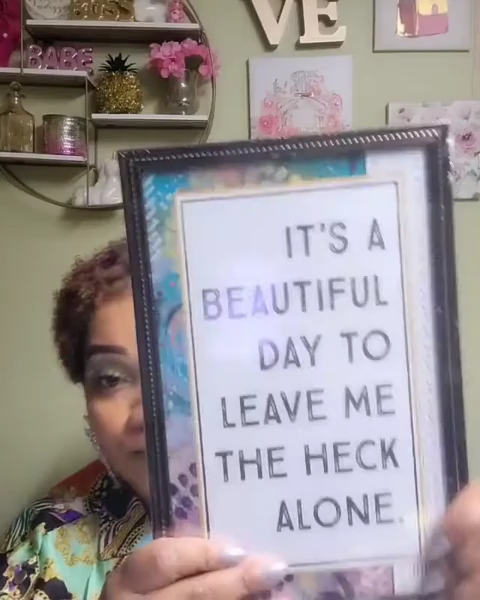 BABE
VE
IT'S A
BEAUTIFUL
DAY TO
LEAVE ME
THE HECK
ALONE.